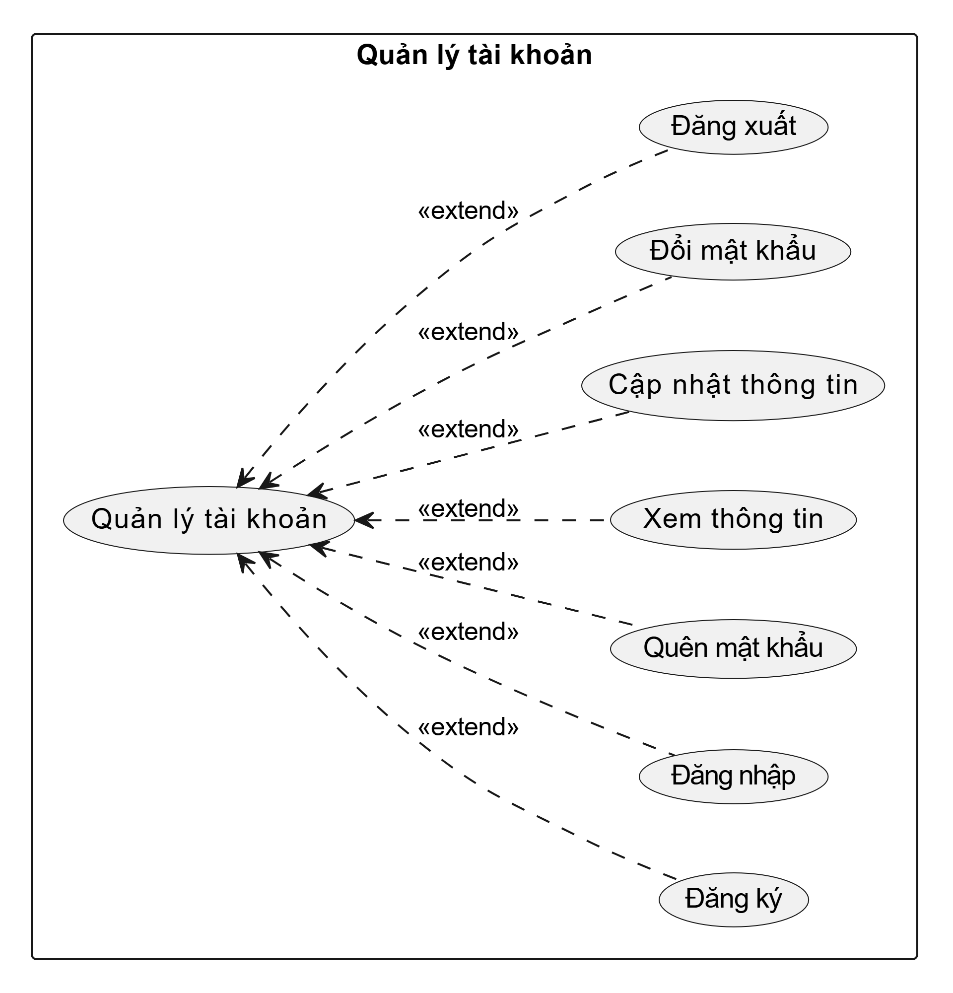 Quản lý tài khoản
Đăng xuất
«extend»
Đổi mật khẩu
«extend»
Cập nhật thông tin
«extend»
«extend»
Quản lý tài khoản
Xem thông tin
«extend»
«extend»
Quên mật khẩu
«extend»
Đăng nhập
Đăng ký